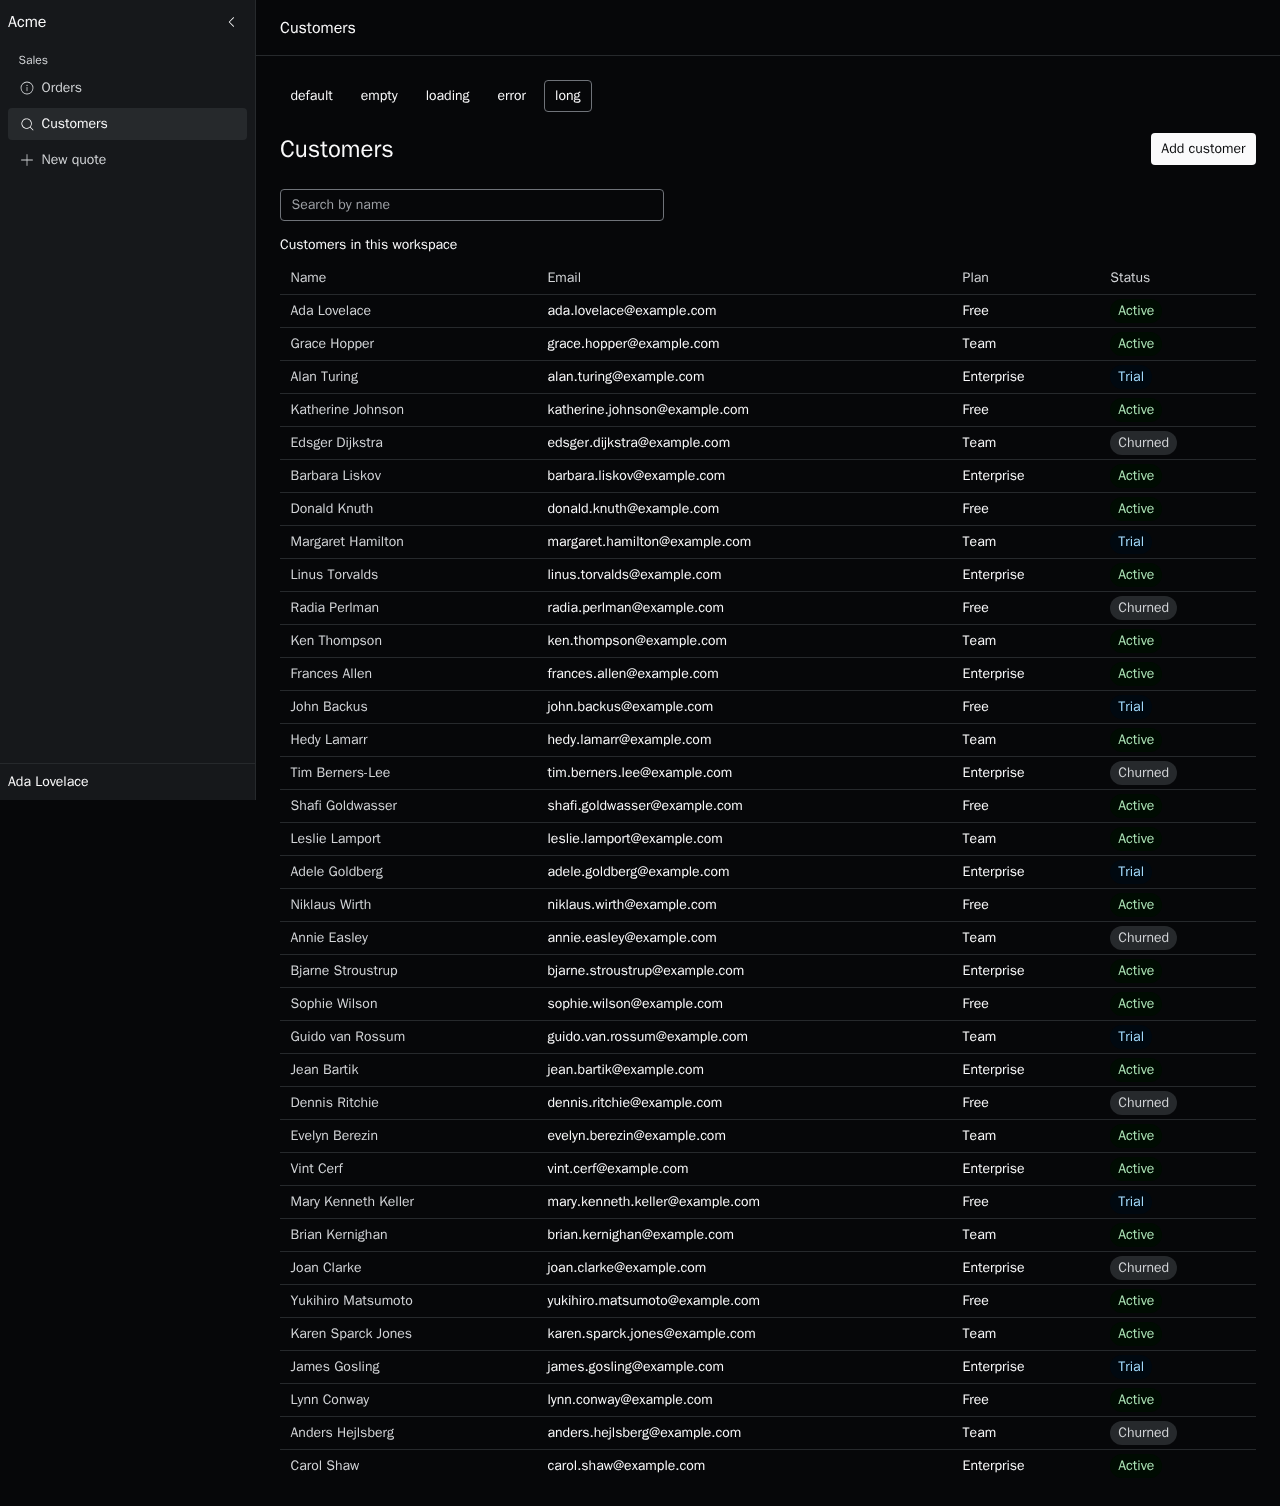 Acme
Sales
Orders
Customers
New quote
Ada Lovelace
Customers
default empty loading error long
Customers
Add customer
Search by name
Customers in this workspace
Name Email Plan Status
Ada Lovelace ada.lovelace@example.com Free Active
Grace Hopper grace.hopper@example.com Team Active
Alan Turing alan.turing@example.com Enterprise Trial
Katherine Johnson katherine.johnson@example.com Free Active
Edsger Dijkstra edsger.dijkstra@example.com Team Churned
Barbara Liskov barbara.liskov@example.com Enterprise Active
Donald Knuth donald.knuth@example.com Free Active
Margaret Hamilton margaret.hamilton@example.com Team Trial
Linus Torvalds linus.torvalds@example.com Enterprise Active
Radia Perlman radia.perlman@example.com Free Churned
Ken Thompson ken.thompson@example.com Team Active
Frances Allen frances.allen@example.com Enterprise Active
John Backus john.backus@example.com Free Trial
Hedy Lamarr hedy.lamarr@example.com Team Active
Tim Berners-Lee tim.berners.lee@example.com Enterprise Churned
Shafi Goldwasser shafi.goldwasser@example.com Free Active
Leslie Lamport leslie.lamport@example.com Team Active
Adele Goldberg adele.goldberg@example.com Enterprise Trial
Niklaus Wirth niklaus.wirth@example.com Free Active
Annie Easley annie.easley@example.com Team Churned
Bjarne Stroustrup bjarne.stroustrup@example.com Enterprise Active
Sophie Wilson sophie.wilson@example.com Free Active
Guido van Rossum guido.van.rossum@example.com Team Trial
Jean Bartik jean.bartik@example.com Enterprise Active
Dennis Ritchie dennis.ritchie@example.com Free Churned
Evelyn Berezin evelyn.berezin@example.com Team Active
Vint Cerf vint.cerf@example.com Enterprise Active
Mary Kenneth Keller mary.kenneth.keller@example.com Free Trial
Brian Kernighan brian.kernighan@example.com Team Active
Joan Clarke joan.clarke@example.com Enterprise Churned
Yukihiro Matsumoto yukihiro.matsumoto@example.com Free Active
Karen Sparck Jones karen.sparck.jones@example.com Team Active
James Gosling james.gosling@example.com Enterprise Trial
Lynn Conway lynn.conway@example.com Free Active
Anders Hejlsberg anders.hejlsberg@example.com Team Churned
Carol Shaw carol.shaw@example.com Enterprise Active